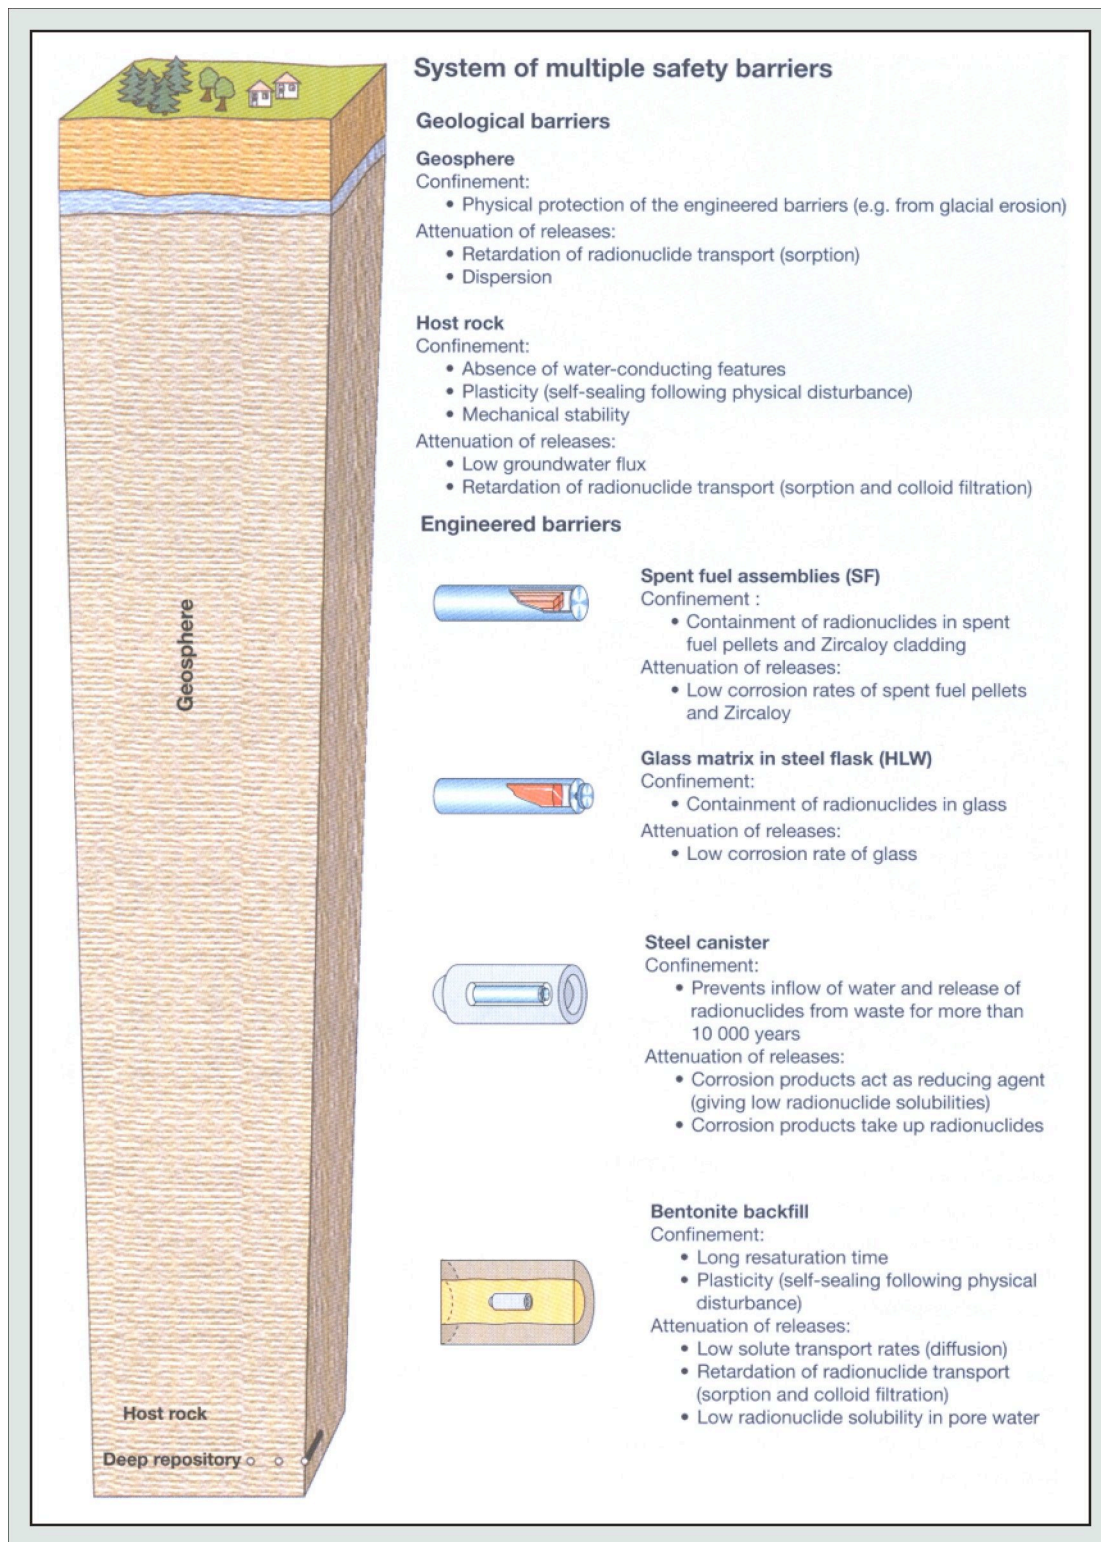 System of multiple safety barriers
Geological barriers
Geosphere
Confinement:
• Physical protection of the engineered barriers (e.g. from glacial erosion)
Attenuation of releases:
• Retardation of radionuclide transport (sorption)
• Dispersion
Host rock
Confinement:
• Absence of water-conducting features
• Plasticity (self-sealing following physical disturbance)
• Mechanical stability
Attenuation of releases:
• Low groundwater flux
• Retardation of radionuclide transport (sorption and colloid filtration)
Engineered barriers
Spent fuel assemblies (SF)
Confinement :
• Containment of radionuclides in spent
fuel pellets and Zircaloy cladding
Attenuation of releases:
• Low corrosion rates of spent fuel pellets
and Zircaloy
Glass matrix in steel flask (HLW)
Confinement:
• Containment of radionuclides in glass
Attenuation of releases:
• Low corrosion rate of glass
Steel canister
Confinement:
• Prevents inflow of water and release of
radionuclides from waste for more than
10 000 years
Attenuation of releases:
• Corrosion products act as reducing agent
(giving low radionuclide solubilities)
• Corrosion products take up radionuclides
Bentonite backfill
Confinement:
• Long resaturation time
• Plasticity (self-sealing following physical
disturbance)
Attenuation of releases:
• Low solute transport rates (diffusion)
• Retardation of radionuclide transport
(sorption and colloid filtration)
• Low radionuclide solubility in pore water
Geosphere
Host rock
Deep repository